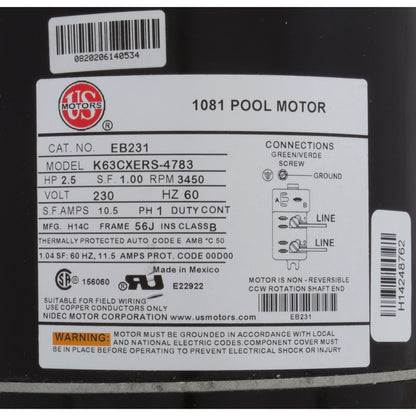 0820206140534
US
MOTORS
®
1081 POOL MOTOR
CAT. NO. EB231
MODEL K63CXERS-4783
HP 2.5 S.F. 1.00 RPM 3450
VOLT 230 HZ 60
S.F. AMPS 10.5 PH 1 DUTY CONT
MFG. H14C FRAME 56J INS CLASS B
THERMALLY PROTECTED AUTO CODE E AMB °C 50
1.04 SF: 60 HZ, 11.5 AMPS PROT. CODE 00D00
Made in Mexico
156060
E22922
SUITABLE FOR FIELD WIRING
USE COPPER CONDUCTORS ONLY
NIDEC MOTOR CORPORATION www.usmotors.com
CONNECTIONS
GREEN/VERDE
SCREW
GROUND
A
B
LINE
LINE
MOTOR IS NON - REVERSIBLE
CCW ROTATION SHAFT END
EB231
WARNING: MOTOR MUST BE GROUNDED IN ACCORDANCE WITH LOCAL
AND NATIONAL ELECTRIC CODES. COMPONENT COVER MUST
BE IN PLACE BEFORE OPERATING TO PREVENT ELECTRICAL SHOCK OR INJURY.
H14248762